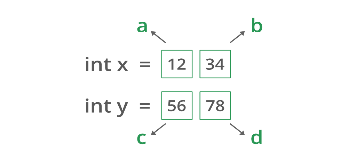 a b
int x = 12 34
int y = 56 78
c d